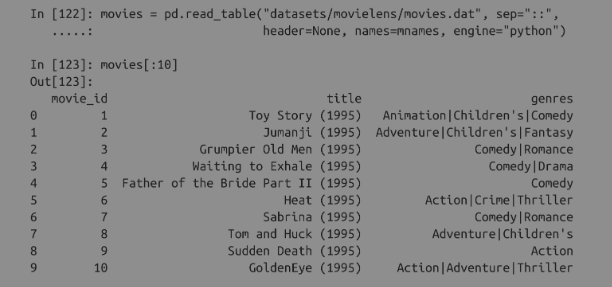 In [122]: movies = pd.read_table("datasets/movielens/movies.dat", sep="::",
.....: header=None, names=mnames, engine="python")
In [123]: movies[:10]
Out[123]:
movie_id title genres
0 1 Toy Story (1995) Animation|Children's|Comedy
1 2 Jumanji (1995) Adventure|Children's|Fantasy
2 3 Grumpier Old Men (1995) Comedy|Romance
3 4 Waiting to Exhale (1995) Comedy|Drama
4 5 Father of the Bride Part II (1995) Comedy
5 6 Heat (1995) Action|Crime|Thriller
6 7 Sabrina (1995) Comedy|Romance
7 8 Tom and Huck (1995) Adventure|Children's
8 9 Sudden Death (1995) Action
9 10 GoldenEye (1995) Action|Adventure|Thriller